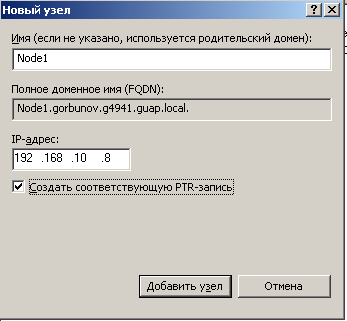 Новый узел
Имя (если не указано, используется родительский домен):
Node1
Полное доменное имя (FQDN):
Node1.gorbunov.g4941.guap.local.
IP-адрес:
192 .168 .10 .8
Создать соответствующую PTR-запись
Добавить узел Отмена